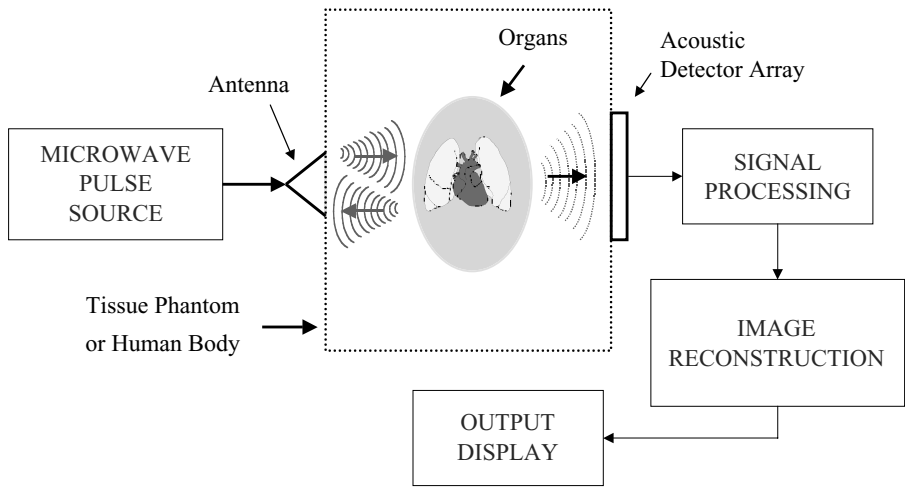 Organs
Acoustic
Detector Array
Antenna
MICROWAVE
PULSE
SOURCE
SIGNAL
PROCESSING
Tissue Phantom
or Human Body
IMAGE
RECONSTRUCTION
OUTPUT
DISPLAY